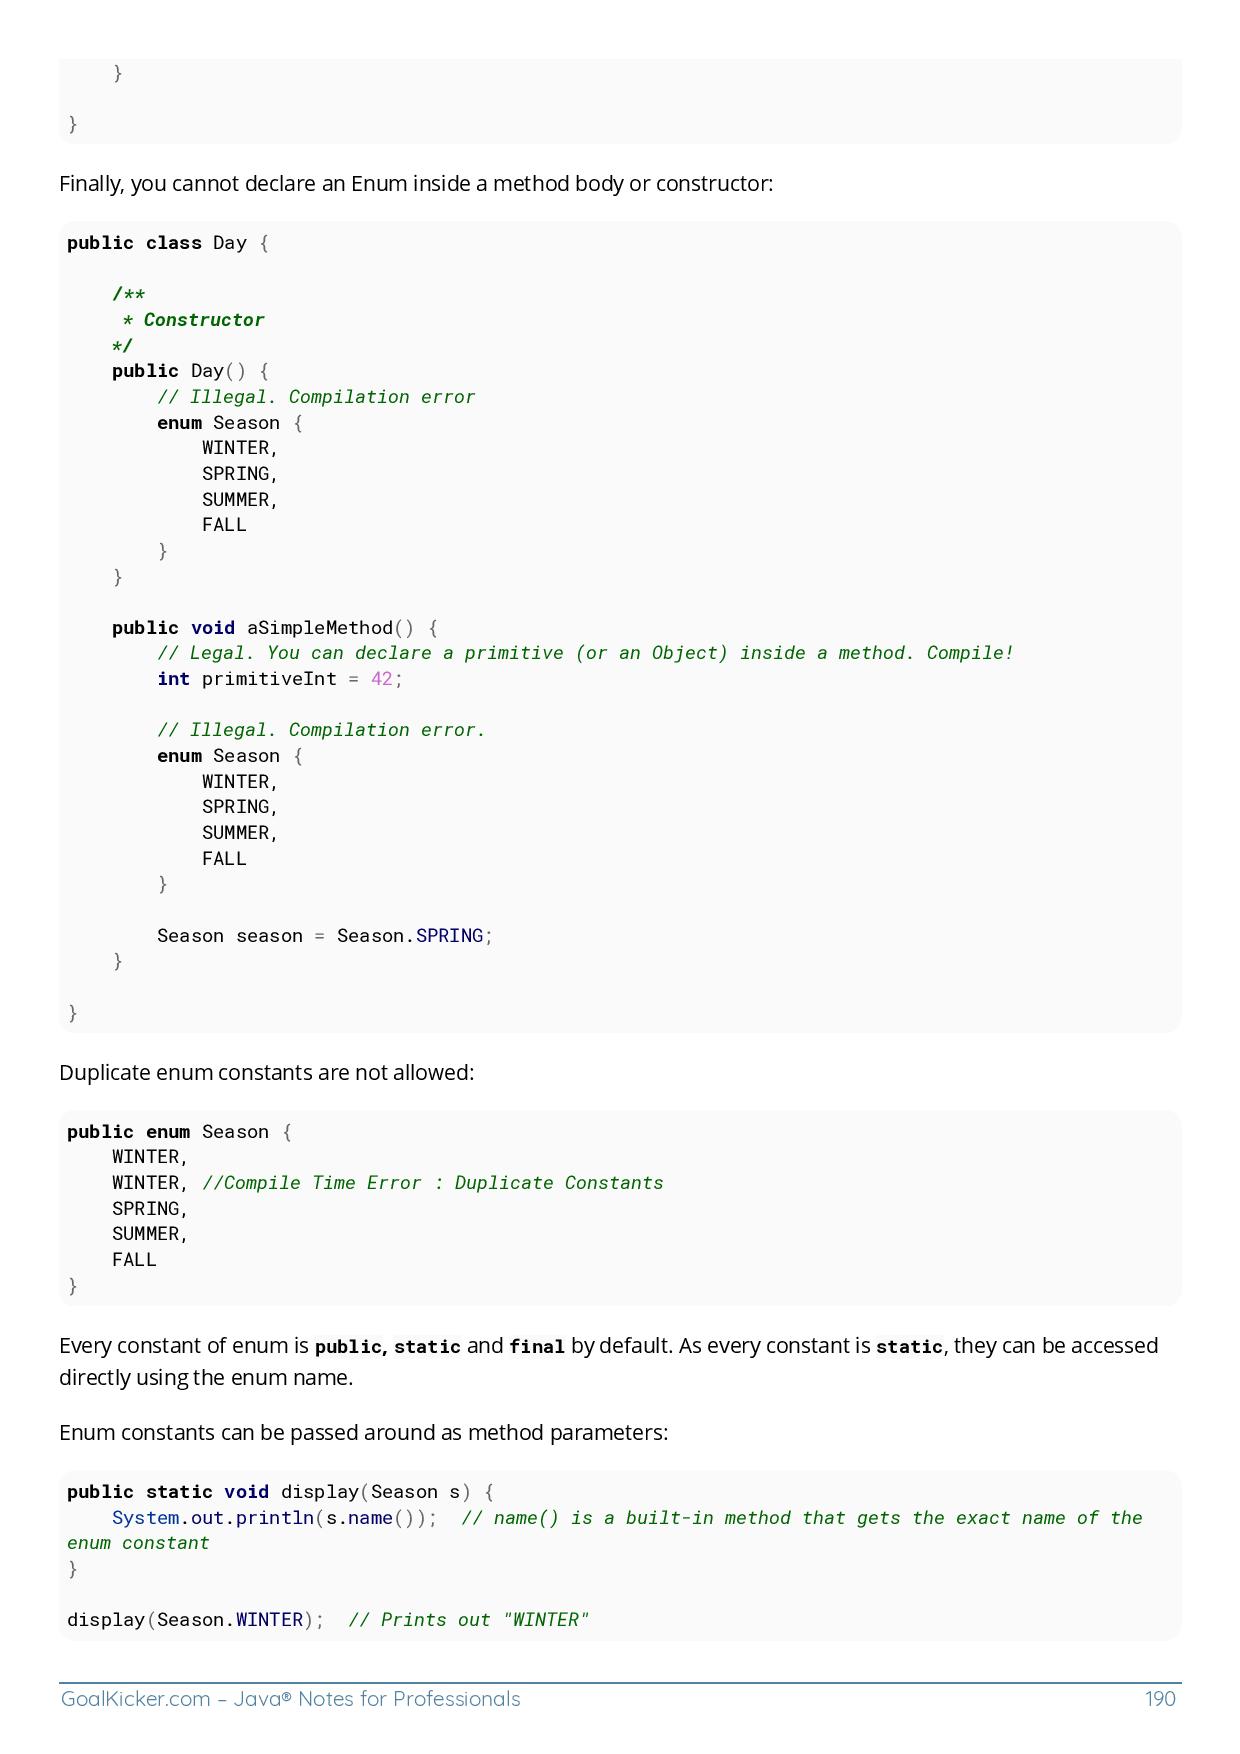 }

}
Finally, you cannot declare an Enum inside a method body or constructor:
public class Day {

    /**
     * Constructor
    */
    public Day() {
        // Illegal. Compilation error
        enum Season {
            WINTER,
            SPRING,
            SUMMER,
            FALL
        }
    }

    public void aSimpleMethod() {
        // Legal. You can declare a primitive (or an Object) inside a method. Compile!
        int primitiveInt = 42;

        // Illegal. Compilation error.
        enum Season {
            WINTER,
            SPRING,
            SUMMER,
            FALL
        }

        Season season = Season.SPRING;
    }

}
Duplicate enum constants are not allowed:
public enum Season {
    WINTER,
    WINTER, //Compile Time Error : Duplicate Constants
    SPRING,
    SUMMER,
    FALL
}
Every constant of enum is public, static and final by default. As every constant is static, they can be accessed
directly using the enum name.
Enum constants can be passed around as method parameters:
public static void display(Season s) {
    System.out.println(s.name());  // name() is a built-in method that gets the exact name of the
enum constant
}

display(Season.WINTER);  // Prints out "WINTER"
GoalKicker.com – Java® Notes for Professionals 190